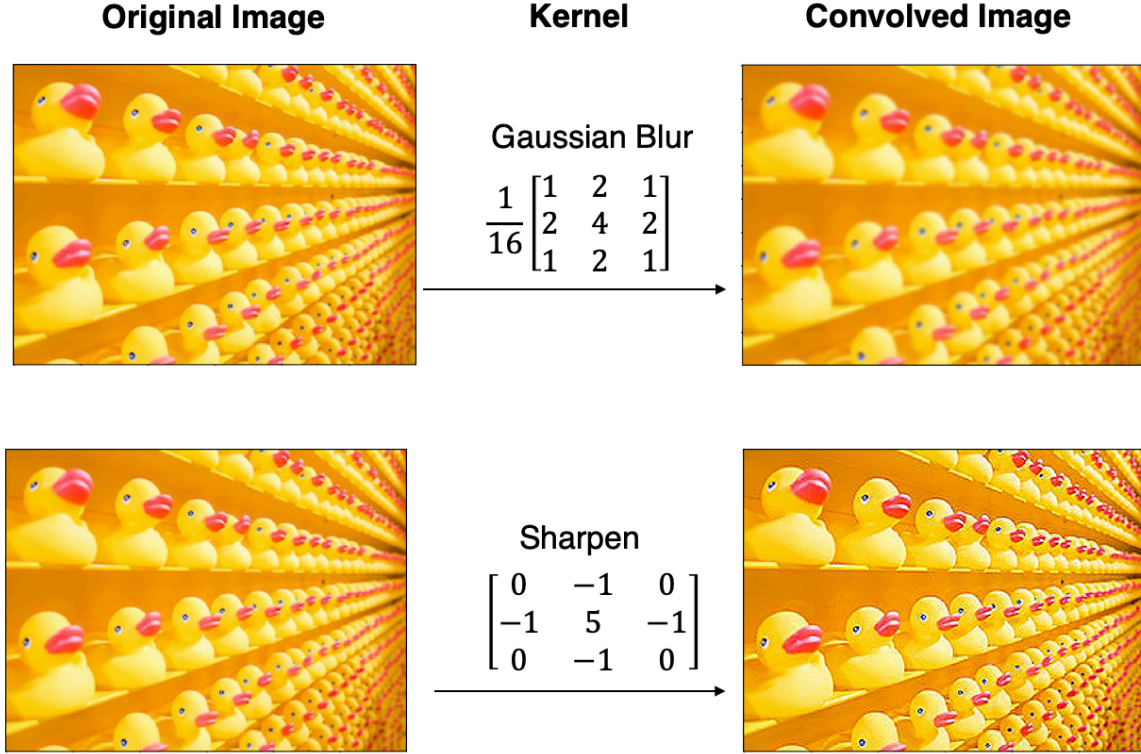 Original Image Kernel Convolved Image
Gaussian Blur
1/16 [1 2 1
2 4 2
1 2 1]
Sharpen
[0 −1 0
−1 5 −1
0 −1 0]